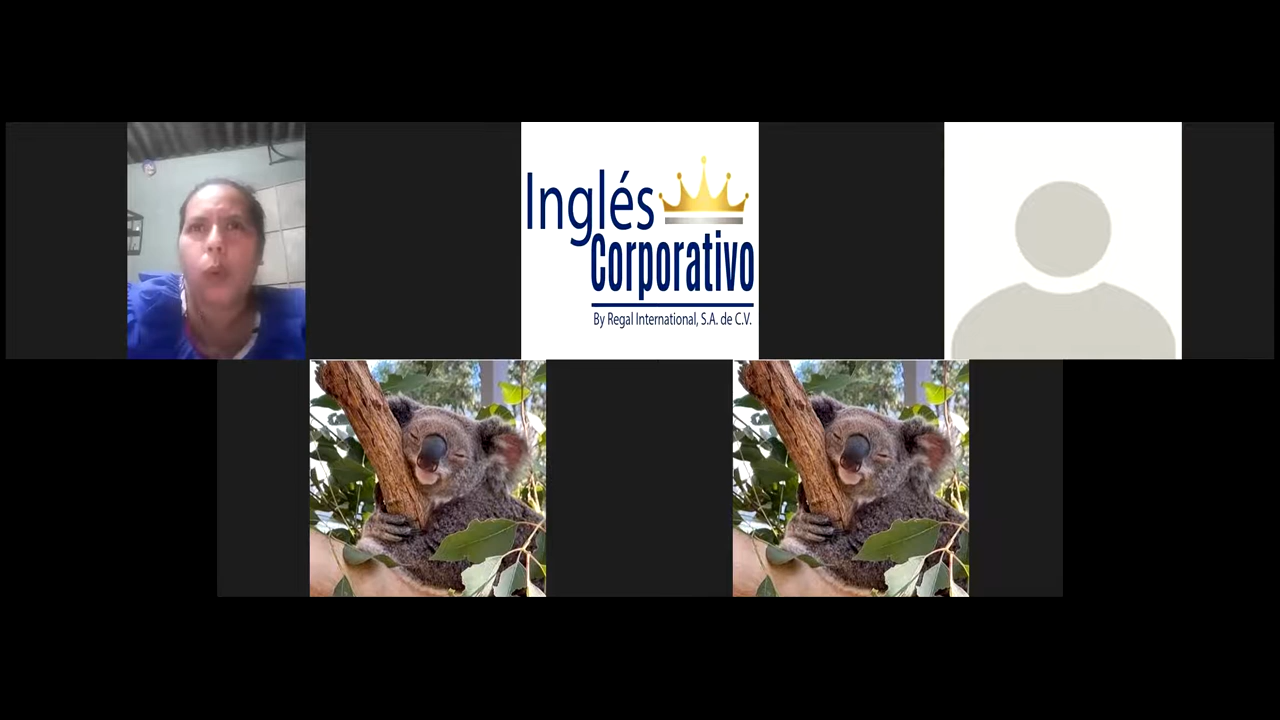 Inglés
Corporativo
By Regal International, S.A. de C.V.